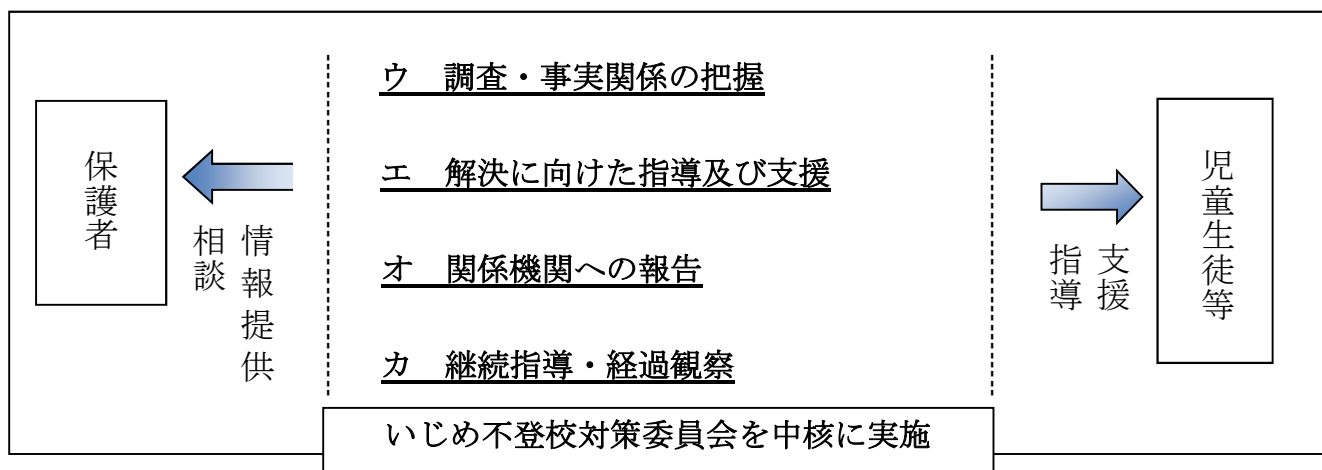 ウ 調査・事実関係の把握
エ 解決に向けた指導及び支援
オ 関係機関への報告
カ 継続指導・経過観察
保護者
情報提供
相談
支援
指導
児童生徒等
いじめ不登校対策委員会を中核に実施